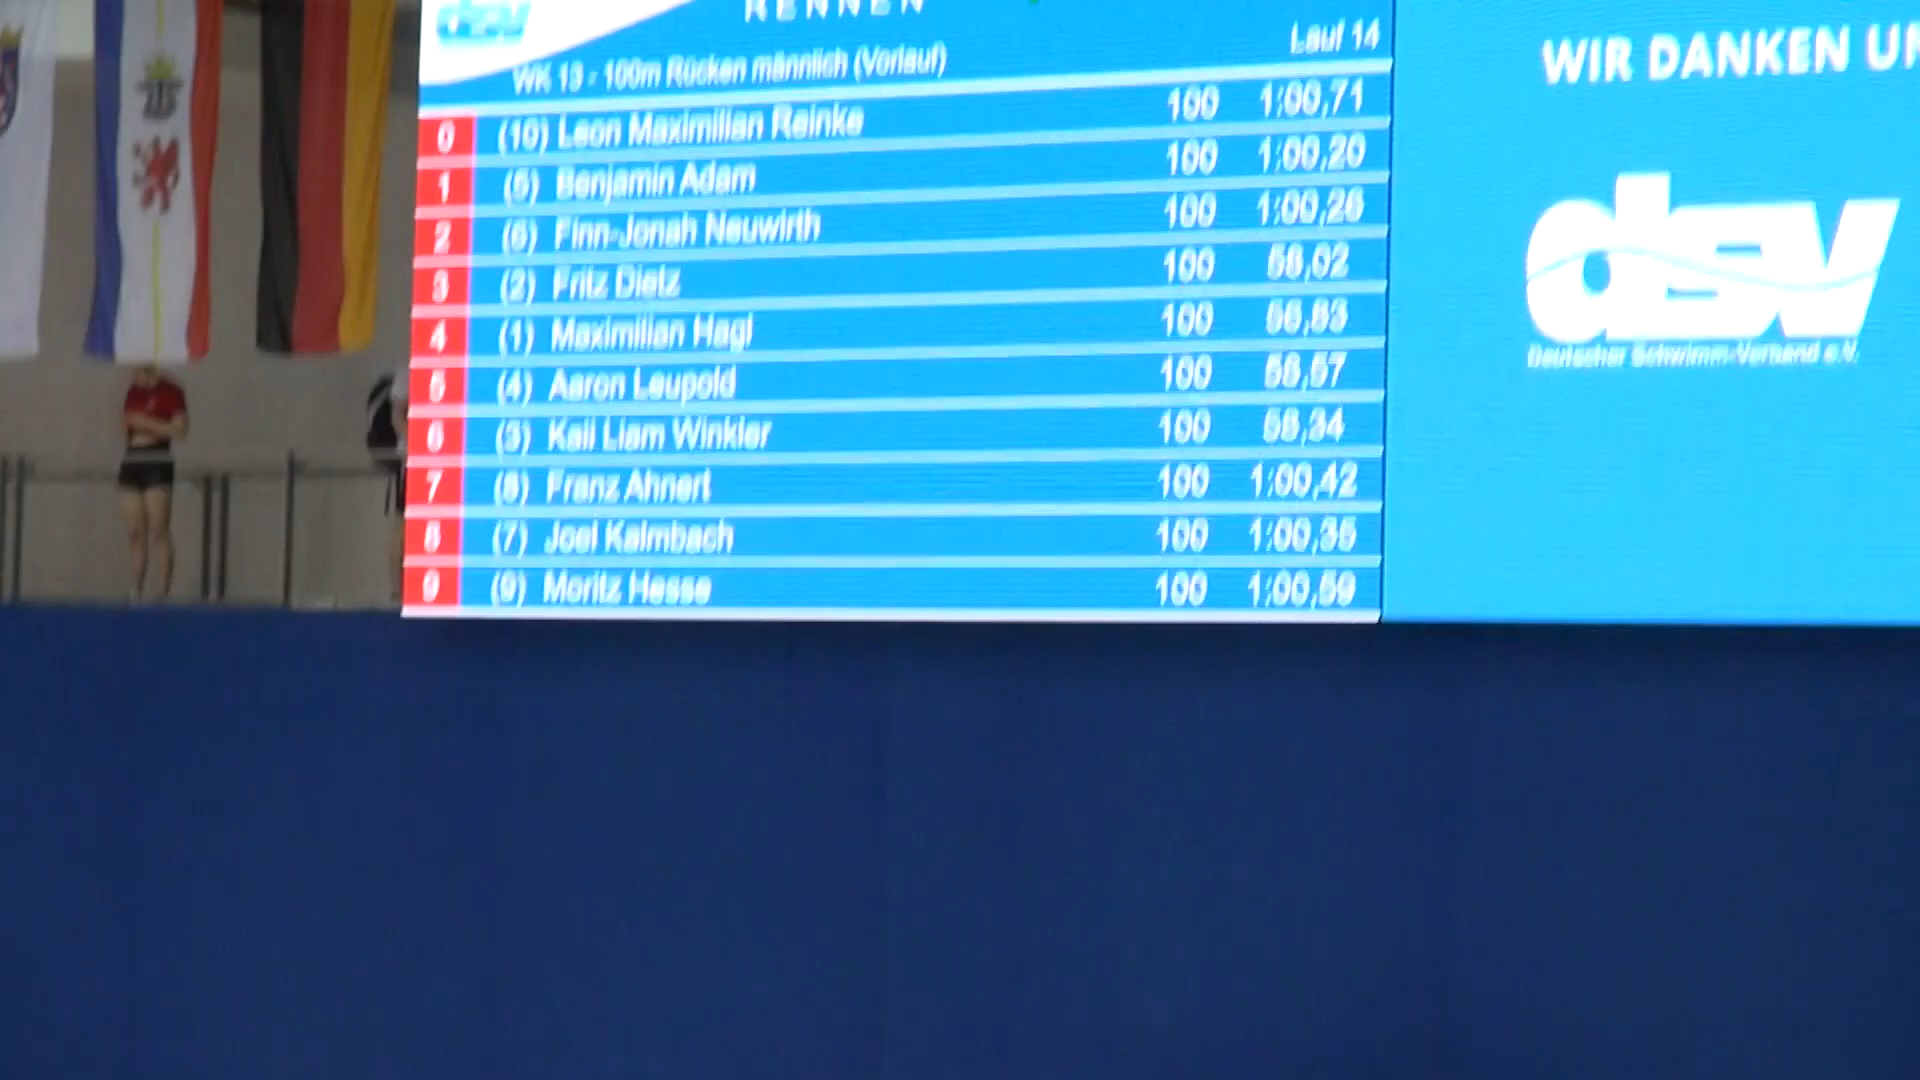 dsv
RENNEN
Lauf 14
WK 13 - 100m Rücken männlich (Vorlauf)
0 (10) Leon Maximilian Reinke 100 1:00,71
1 (5) Benjamin Adam 100 1:00,20
2 (6) Finn-Jonah Neuwirth 100 1:00,26
3 (2) Fritz Dietz 100 58,02
4 (1) Maximilian Hagl 100
5 (4) Aaron Leupold 100
6 (3) Kali Liam Winkler 100 58,34
7 (8) Franz Ahnert 100 1:00,42
8 (7) Joel Kalmbach 100 1:00,35
9 (9) Moritz Hesse 100 1:00,59
WIR DANKEN
dsv
Deutscher Schwimm-Verband e.V.